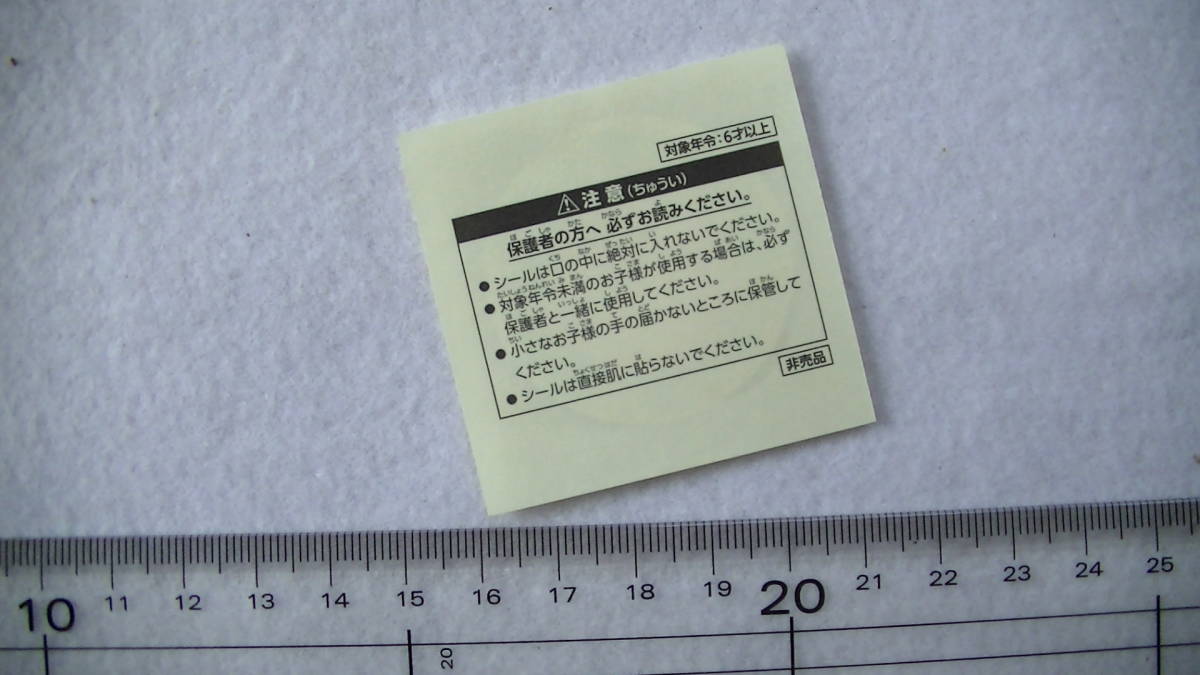 対象年令:6才以上
⚠注意(ちゅうい)
保護者の方へ 必ずお読みください。
●シールは口の中に絶対に入れないでください。
●対象年令未満のお子様が使用する場合は、必ず
保護者と一緒に使用してください。
●小さなお子様の手の届かないところに保管して
ください。
●シールは直接肌に貼らないでください。
非売品
10 11 12 13 14 15 16 17 18 19 20 21 22 23 24 25
20